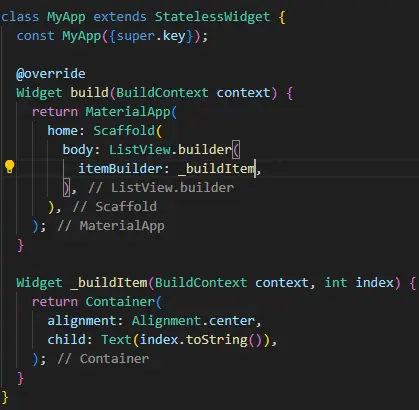 class MyApp extends StatelessWidget {
  const MyApp({super.key});

  @override
  Widget build(BuildContext context) {
    return MaterialApp(
      home: Scaffold(
        body: ListView.builder(
          itemBuilder: _buildItem,
        ), // ListView.builder
      ), // Scaffold
    ); // MaterialApp
  }

  Widget _buildItem(BuildContext context, int index) {
    return Container(
      alignment: Alignment.center,
      child: Text(index.toString()),
    ); // Container
  }
}